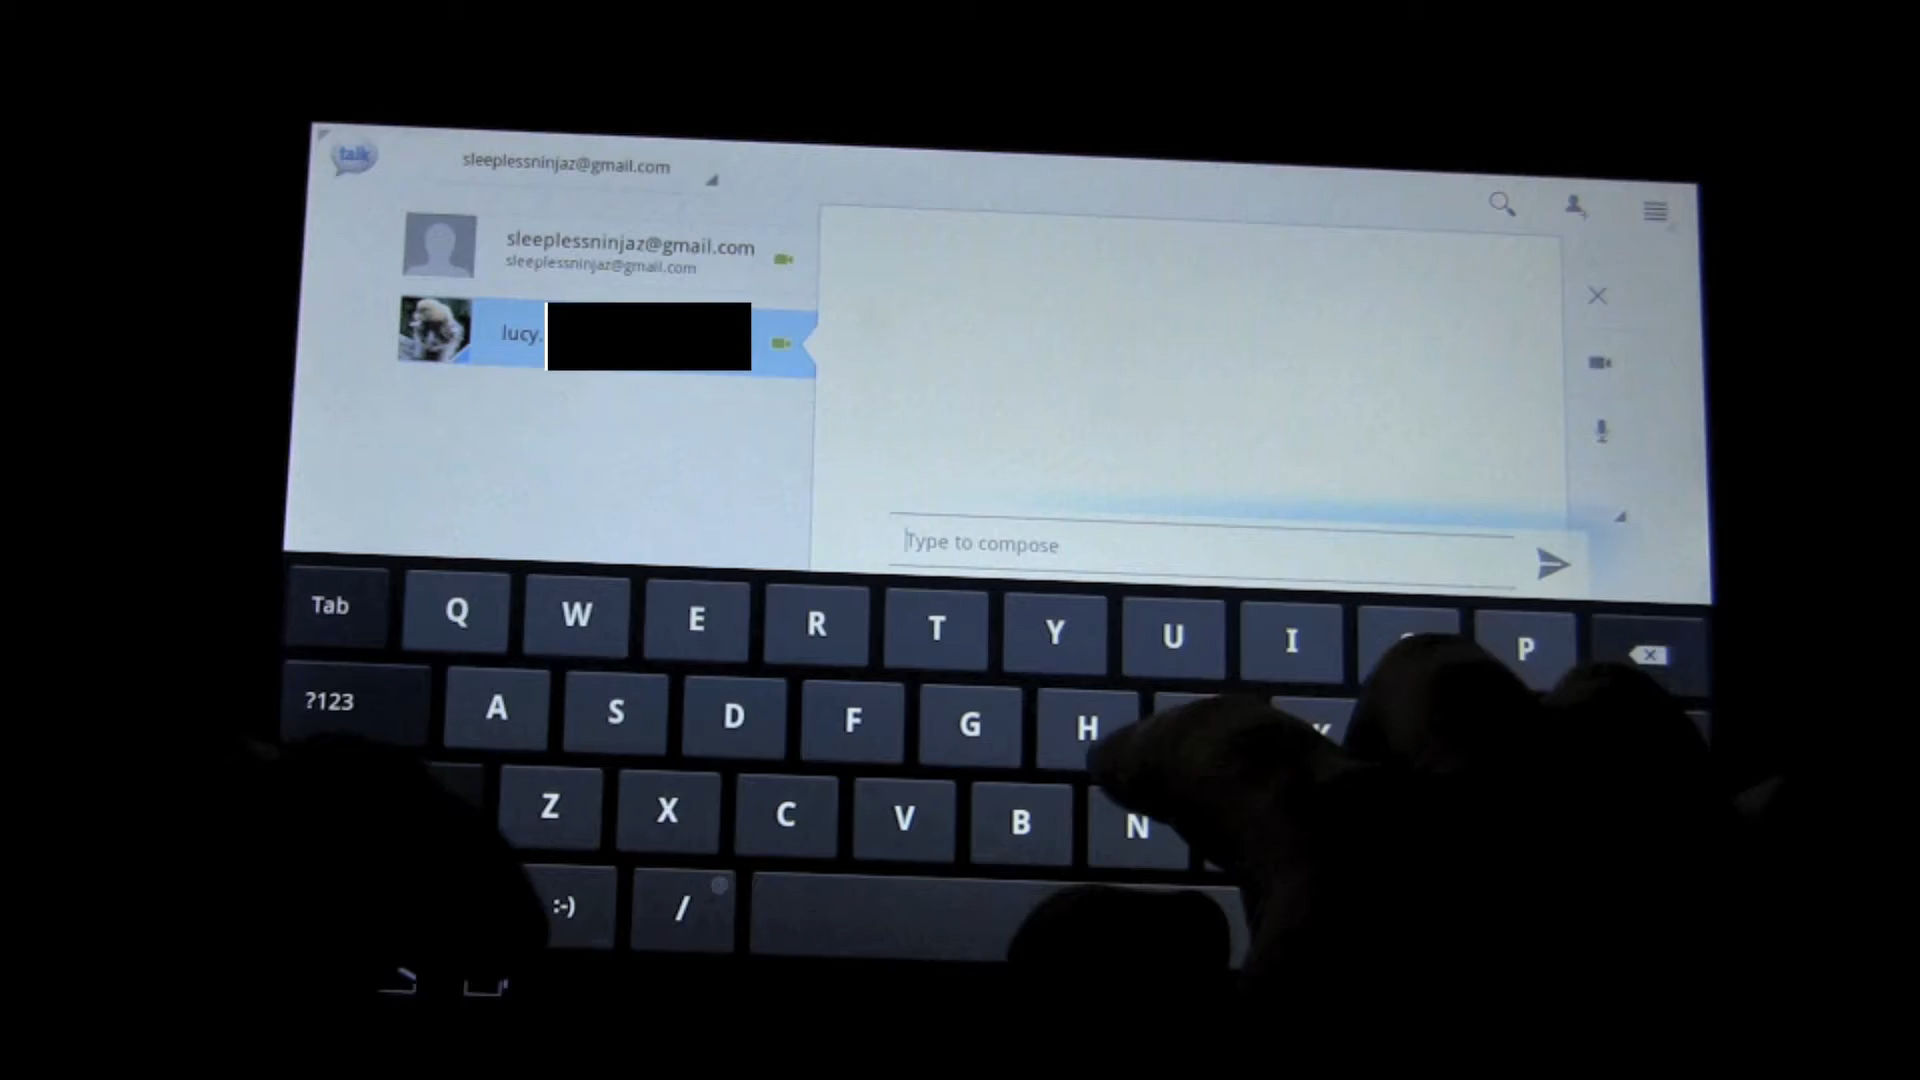 talk
sleeplessninjaz@gmail.com
sleeplessninjaz@gmail.com
sleeplessninjaz@gmail.com
lucy.
Type to compose
Tab Q W E R T Y U I P
?123 A S D F G H
Z X C V B N
:-) /